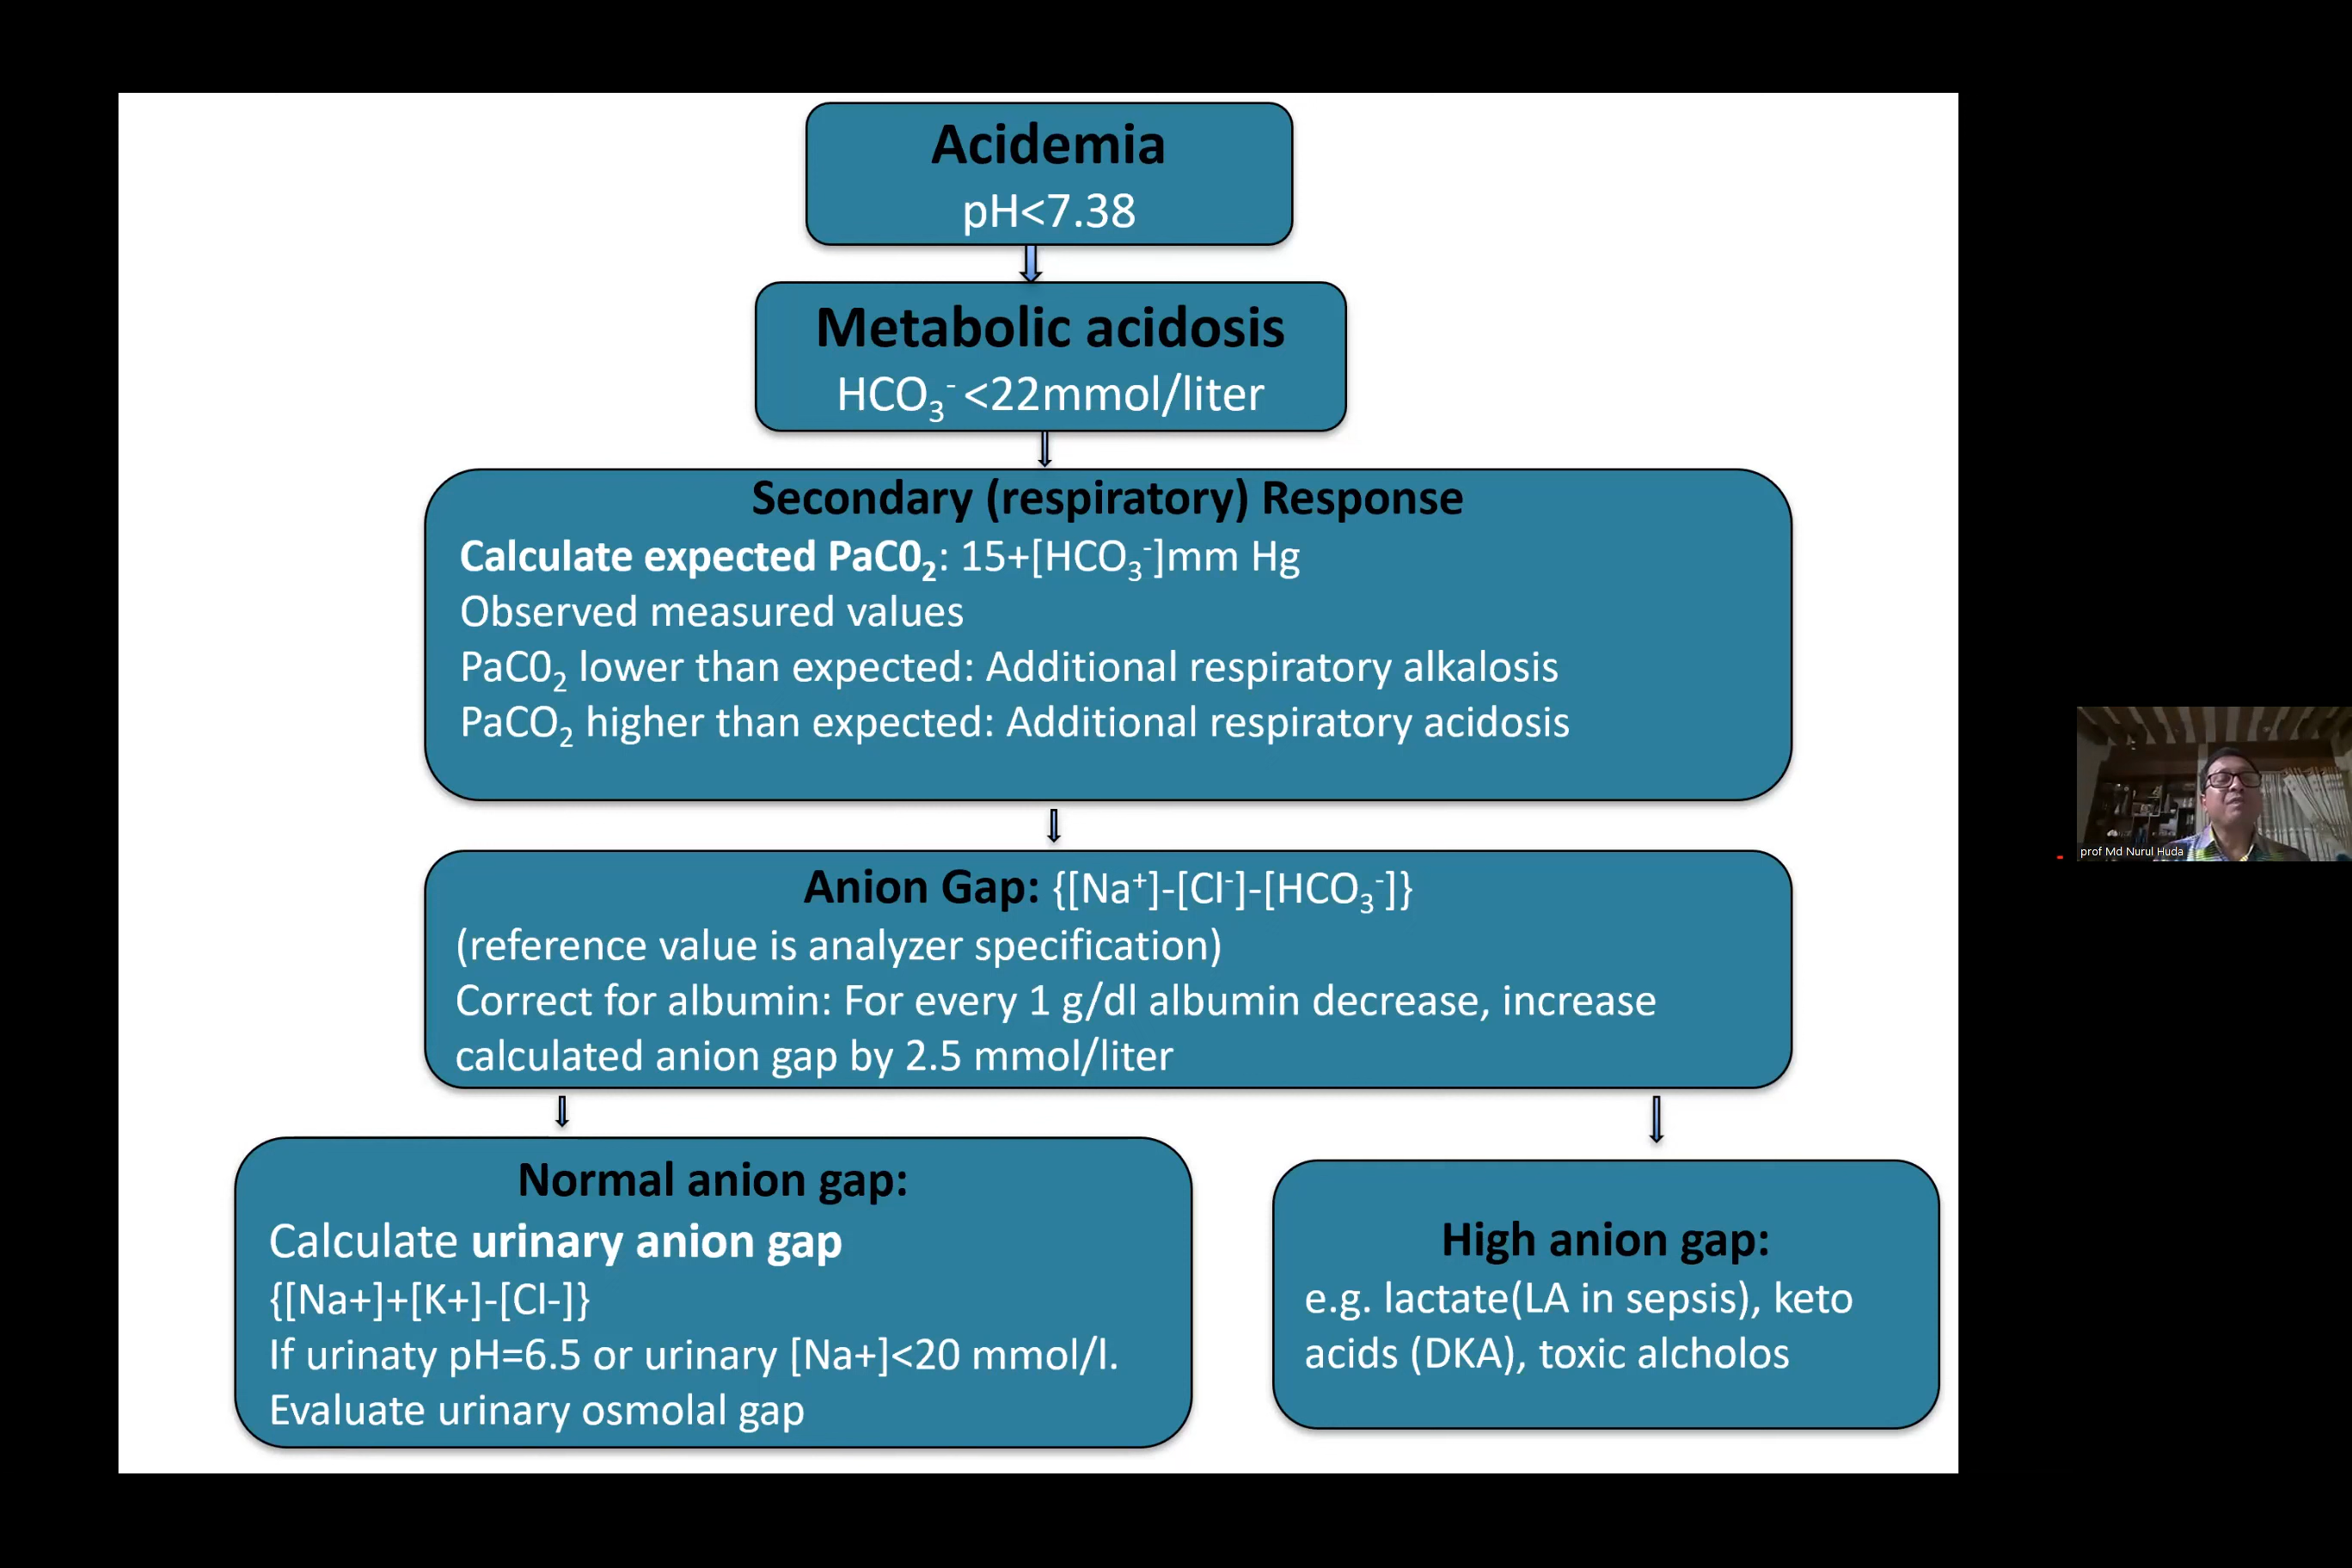 Acidemia
pH<7.38
Metabolic acidosis
HCO₃⁻ <22mmol/liter
Secondary (respiratory) Response
Calculate expected PaC0₂: 15+[HCO₃⁻]mm Hg
Observed measured values
PaC0₂ lower than expected: Additional respiratory alkalosis
PaCO₂ higher than expected: Additional respiratory acidosis
Anion Gap: {[Na⁺]-[Cl⁻]-[HCO₃⁻]}
(reference value is analyzer specification)
Correct for albumin: For every 1 g/dl albumin decrease, increase
calculated anion gap by 2.5 mmol/liter
Normal anion gap:
Calculate urinary anion gap
{[Na+]+[K+]-[Cl-]}
If urinaty pH=6.5 or urinary [Na+]<20 mmol/l.
Evaluate urinary osmolal gap
High anion gap:
e.g. lactate(LA in sepsis), keto
acids (DKA), toxic alcholos
prof Md Nurul Huda